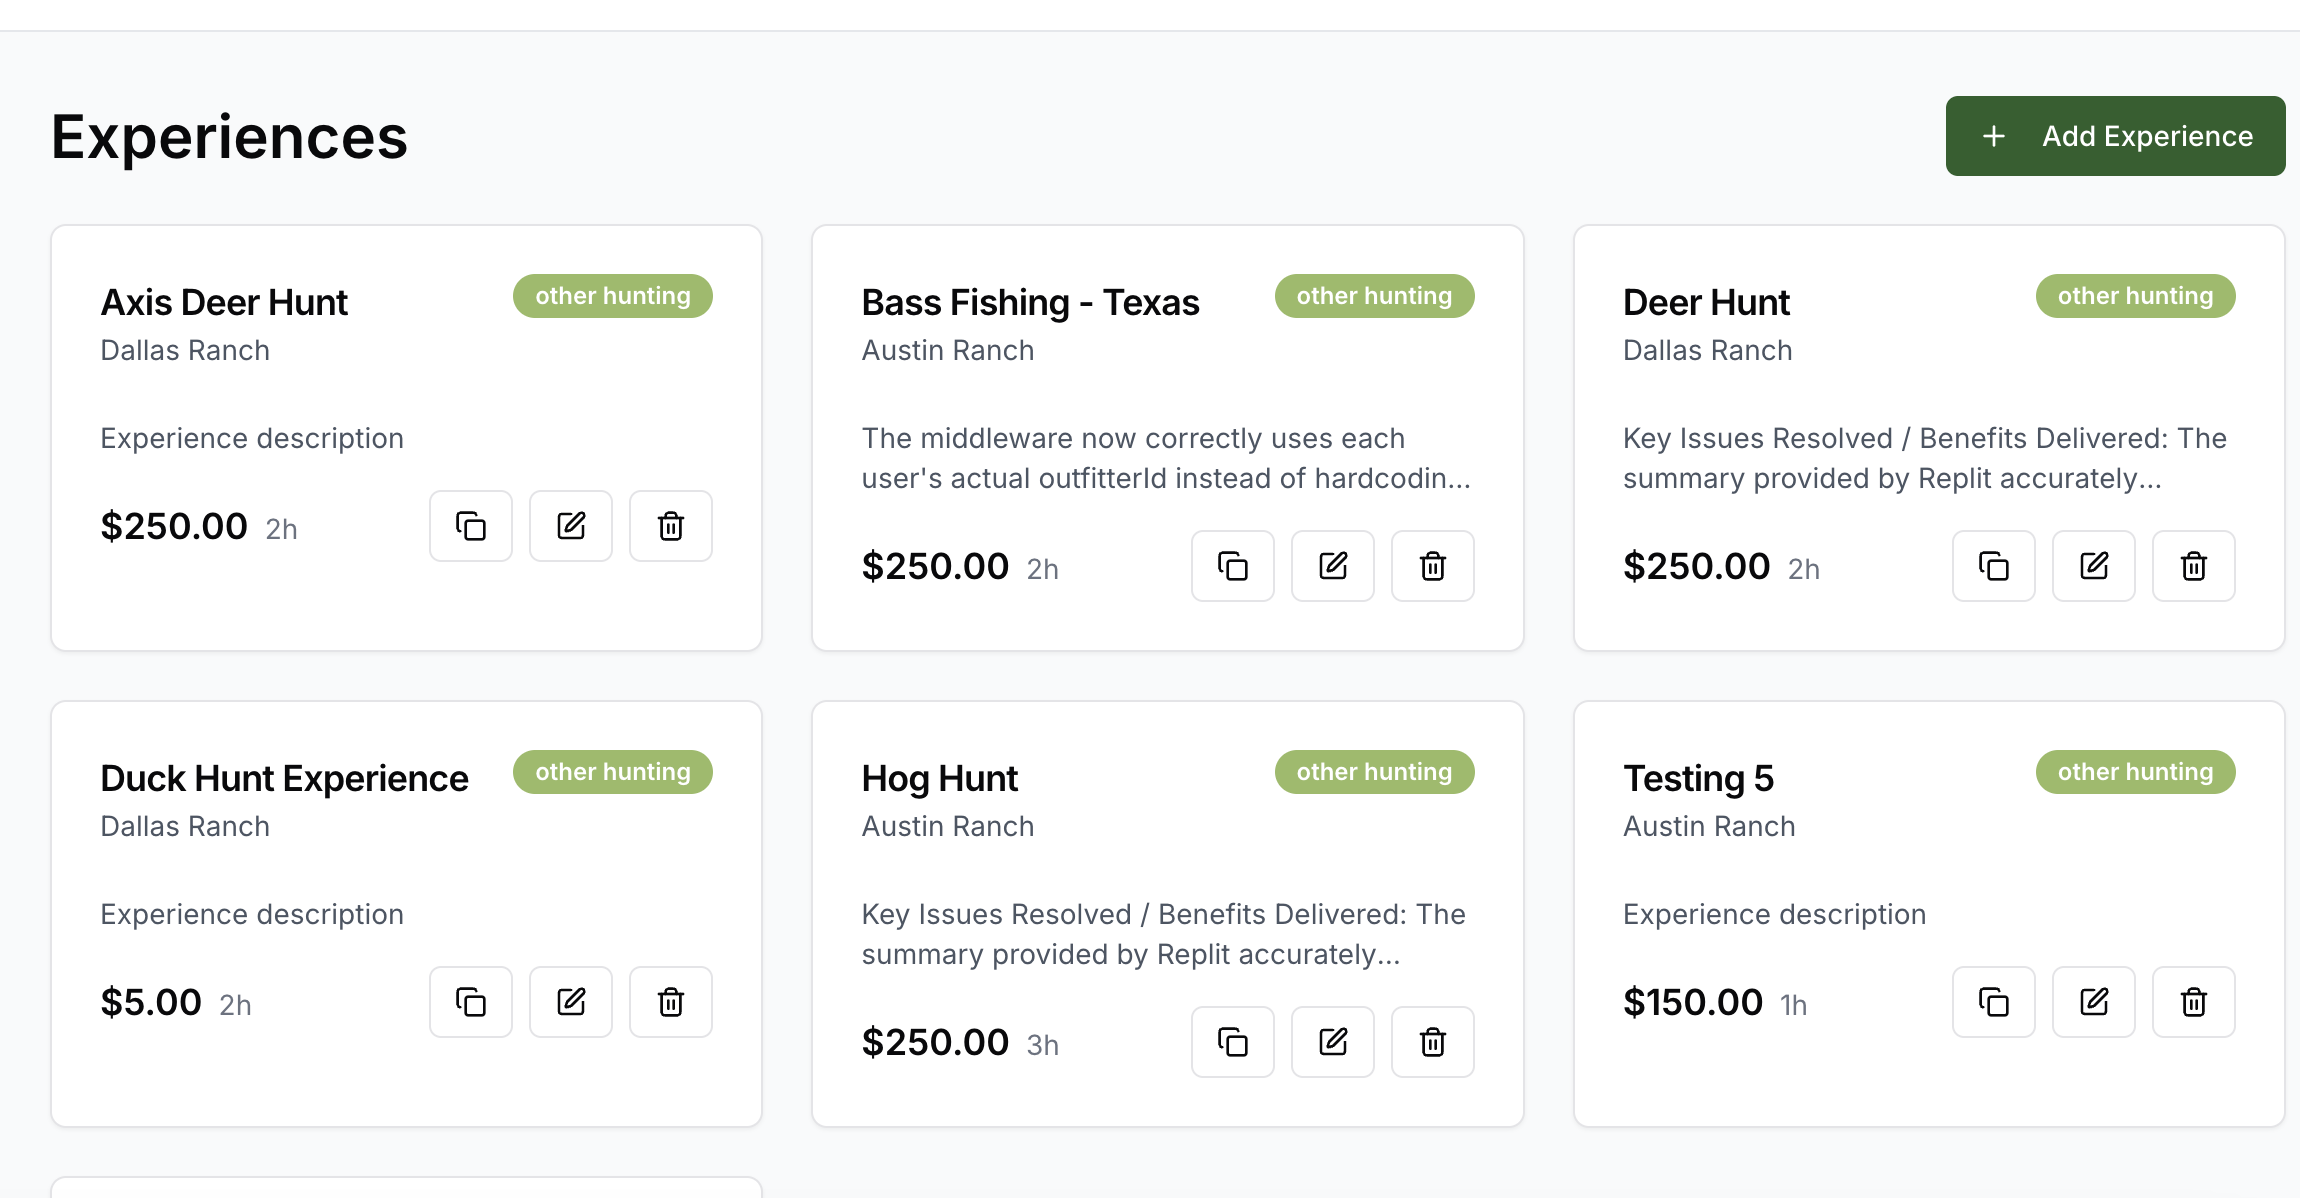 Experiences
Add Experience
Axis Deer Hunt
other hunting
Dallas Ranch
Experience description
$250.00 2h
Bass Fishing - Texas
other hunting
Austin Ranch
The middleware now correctly uses each
user's actual outfitterId instead of hardcodin...
$250.00 2h
Deer Hunt
other hunting
Dallas Ranch
Key Issues Resolved / Benefits Delivered: The
summary provided by Replit accurately...
$250.00 2h
Duck Hunt Experience
other hunting
Dallas Ranch
Experience description
$5.00 2h
Hog Hunt
other hunting
Austin Ranch
Key Issues Resolved / Benefits Delivered: The
summary provided by Replit accurately...
$250.00 3h
Testing 5
other hunting
Austin Ranch
Experience description
$150.00 1h